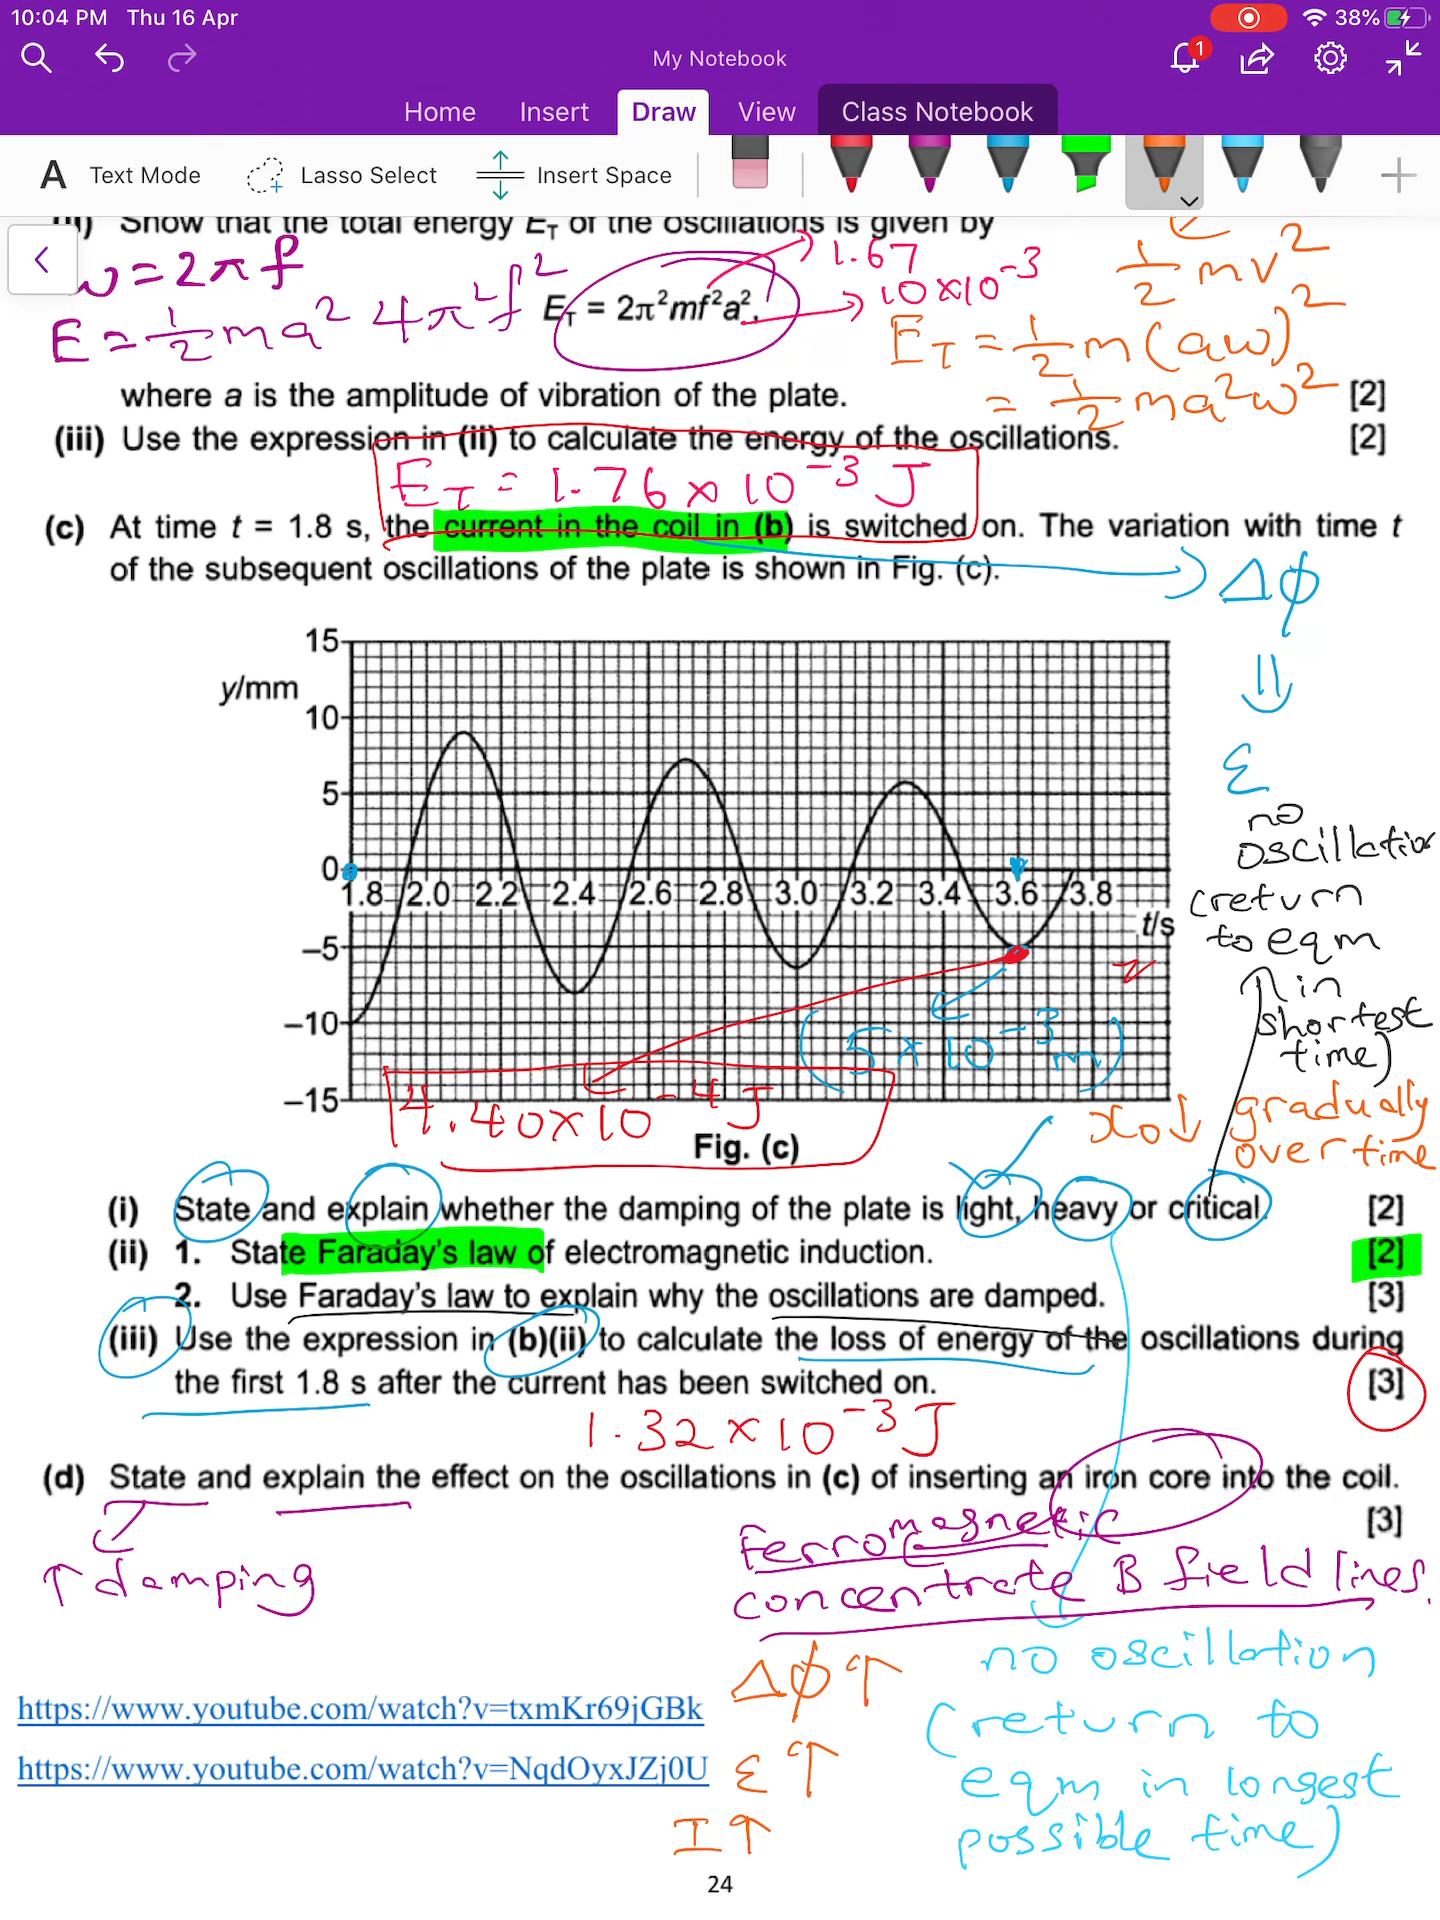 10:04 PM Thu 16 Apr
38%
My Notebook
1
Home Insert Draw View Class Notebook
A Text Mode Lasso Select Insert Space
Show that the total energy ET of the oscillations is given by
ω = 2πf
1.67
10 × 10⁻³
½mv²
E = ½ma² 4π²f²
ET = 2π²mf²a²,
ET = ½m(aω)²
= ½ma²ω²
where a is the amplitude of vibration of the plate. [2]
(iii) Use the expression in (ii) to calculate the energy of the oscillations. [2]
ET = 1.76 × 10⁻³ J
(c) At time t = 1.8 s, the current in the coil in (b) is switched on. The variation with time t
of the subsequent oscillations of the plate is shown in Fig. (c).
Δϕ
⇓
ε
15
y/mm
10
5
0
1.8 2.0 2.2 2.4 2.6 2.8 3.0 3.2 3.4 3.6 3.8
t/s
−5
−10
−15
no
oscillation
(return
to eqm
in
shortest
time)
(5 × 10⁻³ m)
4.40 × 10⁻⁴ J
x₀↓ gradually
over time
Fig. (c)
(i) State and explain whether the damping of the plate is light, heavy or critical. [2]
(ii) 1. State Faraday's law of electromagnetic induction. [2]
2. Use Faraday's law to explain why the oscillations are damped. [3]
(iii) Use the expression in (b)(ii) to calculate the loss of energy of the oscillations during
the first 1.8 s after the current has been switched on. [3]
1.32 × 10⁻³ J
(d) State and explain the effect on the oscillations in (c) of inserting an iron core into the coil.
[3]
↑ damping
Ferromagnetic
concentrate B field lines.
Δϕ ↑
ε ↑
I ↑
no oscillation
(return to
eqm in longest
possible time)
https://www.youtube.com/watch?v=txmKr69jGBk
https://www.youtube.com/watch?v=NqdOyxJZj0U
24